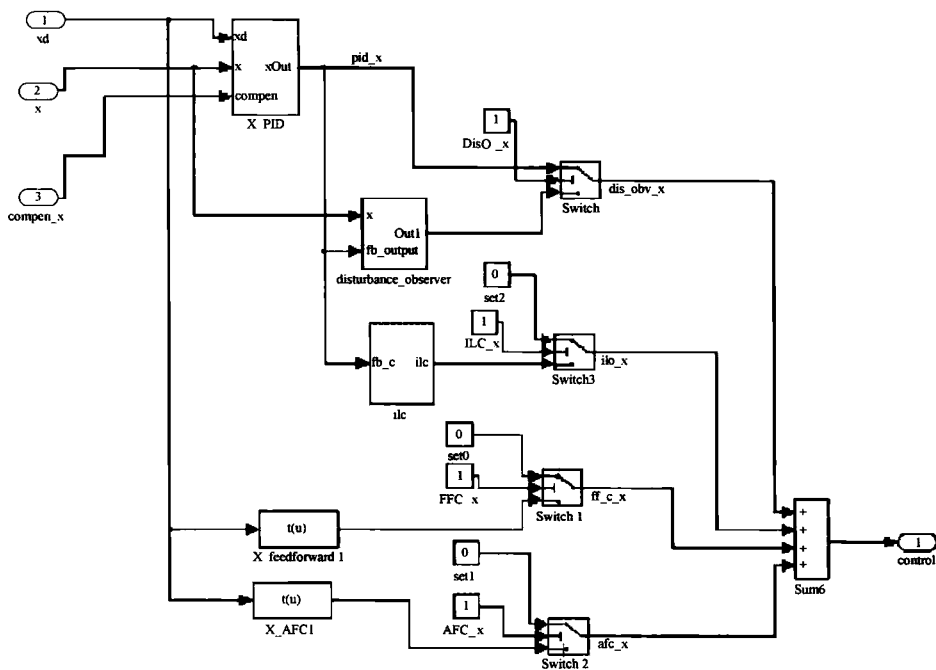 1
xd
xd
2
x
x
xOut
pid_x
compen
X PID
3
compen_x
1
DisO _x
dis_obv_x
Switch
x
Out1
fb_output
disturbance_observer
0
set2
1
ILC_x
ilo_x
Switch3
fb_c
ilc
ilc
0
set0
1
FFC_x
ff_c_x
Switch 1
t(u)
X feedforward 1
0
set1
t(u)
X_AFC1
1
AFC_x
afc_x
Switch 2
+
+
+
+
Sum6
1
control